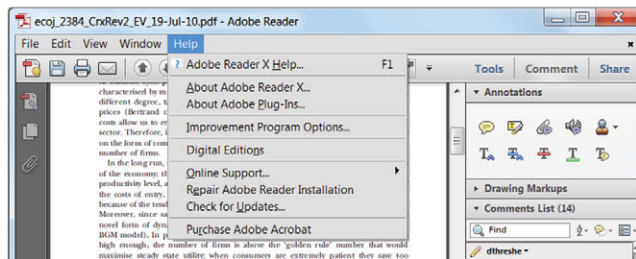 ecoj_2384_CrxRev2_EV_19-Jul-10.pdf - Adobe Reader
File Edit View Window Help
Adobe Reader X Help... F1
About Adobe Reader X...
About Adobe Plug-Ins...
Improvement Program Options...
Digital Editions
Online Support...
Repair Adobe Reader Installation
Check for Updates...
Purchase Adobe Acrobat
characterised by m
different degree, t
prices (Bertrand c
costs allow us to er
sector. Therefore, i
on the form of com
number of firms.
In the long run,
of the economy: th
productivity level, a
the costs of entry.
because of the tend
Moreover, since sa
novel form of dyna
BGM model). In p
high enough, the number of firms is above the 'golden rule' number that would
maximise steady state utility: when consumers are extremely patient they save too
Tools Comment Share
Annotations
Drawing Markups
Comments List (14)
Find
dthreshe